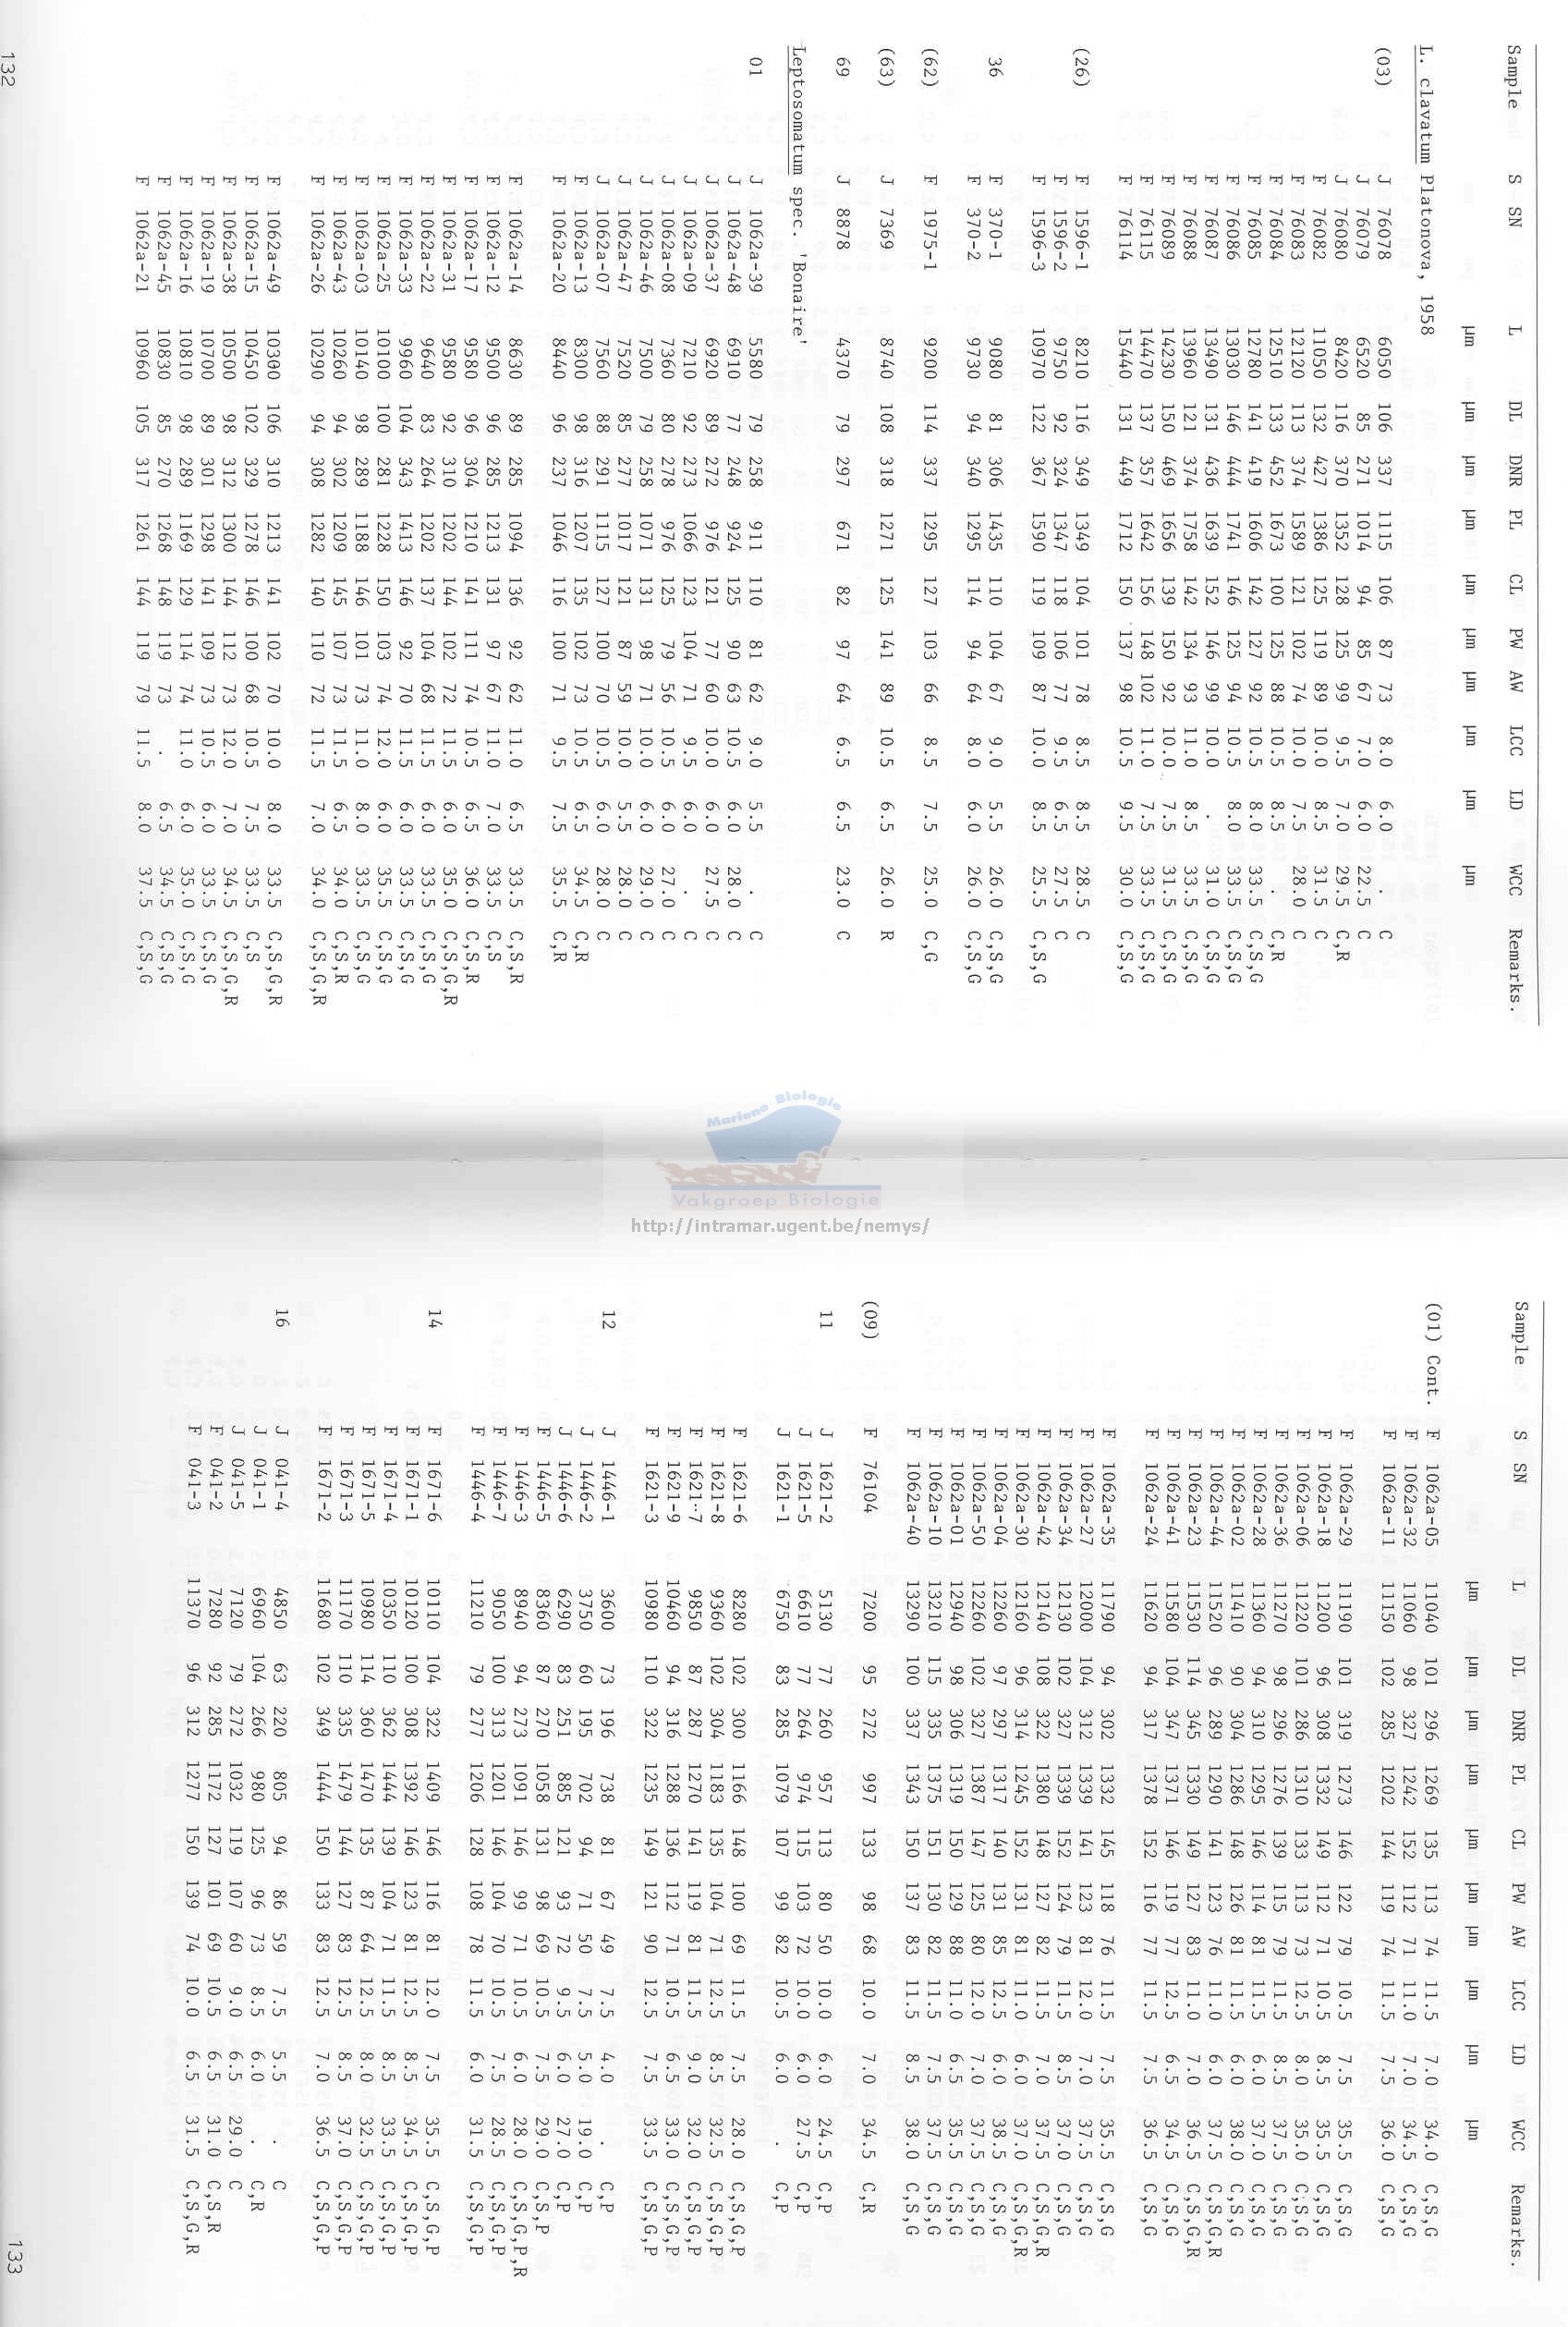 Sample S SN L DL DNR PL CL PW AW LCC LD WCC Remarks.
µm µm µm µm µm µm µm µm µm µm
L. clavatum Platonova, 1958
(03) J 76078 6050 106 337 1115 106 87 73 8.0 6.0 . C
J 76079 6520 85 271 1014 94 85 67 7.0 6.0 22.5 C
J 76080 8420 116 370 1352 128 125 99 9.5 7.0 29.5 C,R
F 76082 11050 132 427 1386 125 119 89 10.0 8.5 31.5 C
F 76083 12120 113 374 1589 121 102 74 10.0 7.5 28.0 C
F 76084 12510 133 452 1673 100 125 88 10.5 8.5 . C,R
F 76085 12780 141 419 1606 142 127 92 10.5 8.0 33.5 C,S,G
F 76086 13030 146 444 1741 146 125 94 10.5 8.0 33.5 C,S,G
F 76087 13490 131 436 1639 152 146 99 10.0 . 31.0 C,S,G
F 76088 13960 121 374 1758 142 134 93 11.0 8.5 33.5 C,S,G
F 76089 14230 150 469 1656 139 150 92 10.0 7.5 31.5 C,S,G
F 76115 14470 137 357 1642 156 148 102 11.0 7.5 33.5 C,S,G
F 76114 15440 131 449 1712 150 137 98 10.5 9.5 30.0 C,S,G
(26) F 1596-1 8210 116 349 1349 104 101 78 8.5 8.5 28.5 C
F 1596-2 9750 92 324 1347 118 106 77 9.5 6.5 27.5 C
F 1596-3 10970 122 367 1590 119 109 87 10.0 8.5 25.5 C,S,G
36 F 370-1 9080 81 306 1435 110 104 67 9.0 5.5 26.0 C,S,G
F 370-2 9730 94 340 1295 114 94 64 8.0 6.0 26.0 C,S,G
(62) F 1975-1 9200 114 337 1295 127 103 66 8.5 7.5 25.0 C,G
(63) J 7369 8740 108 318 1271 125 141 89 10.5 6.5 26.0 R
69 J 8878 4370 79 297 671 82 97 64 6.5 6.5 23.0 C
Leptosomatum spec. 'Bonaire'
01 J 1062a-39 5580 79 258 911 110 81 62 9.0 5.5 . C
J 1062a-48 6910 77 248 924 125 90 63 10.5 6.0 28.0 C
J 1062a-37 6920 89 272 976 121 77 60 10.0 6.0 27.5 C
J 1062a-09 7210 92 273 1066 123 104 71 9.5 6.0 . C
J 1062a-08 7360 80 278 976 125 79 56 10.5 6.0 27.0 C
J 1062a-46 7500 79 258 1071 131 98 71 10.0 6.0 29.0 C
J 1062a-47 7520 85 277 1017 121 87 59 10.0 5.5 28.0 C
J 1062a-07 7560 88 291 1115 127 100 70 10.5 6.0 28.0 C
F 1062a-13 8300 98 316 1207 135 102 73 10.5 6.5 34.5 C,R
F 1062a-20 8440 96 237 1046 116 100 71 9.5 7.5 35.5 C,R
F 1062a-14 8630 89 285 1094 136 92 62 11.0 6.5 33.5 C,S,R
F 1062a-12 9500 96 285 1213 131 97 67 11.0 7.0 33.5 C,S
F 1062a-17 9580 96 304 1210 141 111 74 10.5 6.5 36.0 C,S,R
F 1062a-31 9580 92 310 1202 144 102 72 11.5 6.0 35.0 C,S,G,R
F 1062a-22 9640 83 264 1202 137 104 68 11.5 6.0 33.5 C,S,G
F 1062a-33 9960 104 343 1413 146 92 70 11.5 6.0 33.5 C,S,G
F 1062a-25 10100 100 281 1228 150 103 74 12.0 6.0 35.5 C,S,G
F 1062a-03 10140 98 289 1188 146 101 73 11.0 8.0 33.5 C,S,G
F 1062a-43 10260 94 302 1209 145 107 73 11.5 6.5 34.0 C,S,R
F 1062a-26 10290 94 308 1282 140 110 72 11.5 7.0 34.0 C,S,G,R
F 1062a-49 10300 106 310 1213 141 102 70 10.0 8.0 33.5 C,S,G,R
F 1062a-15 10450 102 329 1278 146 100 68 10.5 7.5 33.5 C,S
F 1062a-38 10500 98 312 1300 144 112 73 12.0 7.0 34.5 C,S,G,R
F 1062a-19 10700 89 301 1298 141 109 73 10.5 6.0 33.5 C,S,G
F 1062a-16 10810 98 289 1169 129 114 74 11.0 6.0 35.0 C,S,G
F 1062a-45 10830 85 270 1268 148 119 73 . 6.5 34.5 C,S,G
F 1062a-21 10960 105 317 1261 144 119 79 11.5 8.0 37.5 C,S,G
132
Mariene Biologie
Vakgroep Biologie
http://intramar.ugent.be/nemys/
Sample S SN L DL DNR PL CL PW AW LCC LD WCC Remarks.
µm µm µm µm µm µm µm µm µm µm
(01) Cont. F 1062a-05 11040 101 296 1269 135 113 74 11.5 7.0 34.0 C,S,G
F 1062a-32 11060 98 327 1242 152 112 71 11.0 7.0 34.5 C,S,G
F 1062a-11 11150 102 285 1202 144 119 74 11.5 7.5 36.0 C,S,G
F 1062a-29 11190 101 319 1273 146 122 79 10.5 7.5 35.5 C,S,G
F 1062a-18 11200 96 308 1332 149 112 71 10.5 8.5 35.5 C,S,G
F 1062a-06 11220 101 286 1310 133 113 73 12.5 8.0 35.0 C,S,G
F 1062a-36 11270 98 296 1276 139 115 79 11.5 8.5 37.5 C,S,G
F 1062a-28 11360 94 310 1295 146 114 81 11.5 6.0 37.0 C,S,G
F 1062a-02 11410 90 304 1286 148 126 81 11.5 6.0 38.0 C,S,G
F 1062a-44 11520 96 289 1290 141 123 76 11.0 6.0 37.5 C,S,G,R
F 1062a-23 11530 114 345 1330 149 127 83 11.0 7.0 36.5 C,S,G,R
F 1062a-41 11580 104 347 1371 146 119 77 12.5 6.5 34.5 C,S,G
F 1062a-24 11620 94 317 1378 152 116 77 11.5 7.5 36.5 C,S,G
F 1062a-35 11790 94 302 1332 145 118 76 11.5 7.5 35.5 C,S,G
F 1062a-27 12000 104 312 1339 141 123 81 12.0 7.5 37.5 C,S,G
F 1062a-34 12130 102 327 1339 152 124 79 11.5 8.5 37.0 C,S,G
F 1062a-42 12140 108 322 1380 148 127 82 11.5 7.0 37.5 C,S,G,R
F 1062a-30 12160 96 314 1245 152 131 81 11.0 6.0 37.0 C,S,G,R
F 1062a-04 12260 97 297 1317 140 131 85 12.5 6.0 38.5 C,S,G
F 1062a-50 12260 102 327 1387 147 125 80 12.0 7.0 37.5 C,S,G
F 1062a-01 12940 98 306 1319 150 129 88 11.0 6.5 35.5 C,S,G
F 1062a-10 13210 115 335 1375 151 130 82 11.5 7.5 37.5 C,S,G
F 1062a-40 13290 100 337 1343 150 137 83 11.5 8.5 38.0 C,S,G
(09) F 76104 7200 95 272 997 133 98 68 10.0 7.0 34.5 C,R
11 J 1621-2 5130 77 260 957 113 80 50 10.0 6.0 24.5 C,P
J 1621-5 6610 77 264 974 115 103 72 10.0 6.0 27.5 C,P
J 1621-1 6750 83 285 1079 107 99 82 10.5 6.0 . C,P
F 1621-6 8280 102 300 1166 148 100 69 11.5 7.5 28.0 C,S,G,P
F 1621-8 9360 102 304 1183 135 104 71 12.5 8.5 32.5 C,S,G,P
F 1621-7 9850 87 287 1270 141 119 81 11.5 9.0 32.0 C,S,G,P
F 1621-9 10460 94 316 1288 136 112 71 10.5 6.5 33.0 C,S,G,P
F 1621-3 10980 110 322 1235 149 121 90 12.5 7.5 33.5 C,S,G,P
12 J 1446-1 3600 73 196 738 81 67 49 7.5 4.0 . C,P
J 1446-2 3750 60 195 702 94 71 50 7.5 5.0 19.0 C,P
J 1446-6 6290 83 251 885 121 93 72 9.5 6.0 27.0 C,P
F 1446-5 8360 87 270 1058 131 98 69 10.5 7.5 29.0 C,S,P
F 1446-3 8940 94 273 1091 146 99 71 10.5 6.0 28.0 C,S,G,P,R
F 1446-7 9050 100 313 1201 146 104 70 10.5 7.5 28.5 C,S,G,P
F 1446-4 11210 79 277 1206 128 108 78 11.5 6.0 31.5 C,S,G,P
14 F 1671-6 10110 104 322 1409 146 116 81 12.0 7.5 35.5 C,S,G,P
F 1671-1 10120 100 308 1392 146 123 81 12.5 8.5 34.5 C,S,G,P
F 1671-4 10350 110 362 1444 139 104 71 11.5 8.5 33.5 C,S,G,P
F 1671-5 10980 114 360 1470 135 87 64 12.5 8.0 32.5 C,S,G,P
F 1671-3 11170 110 335 1479 144 127 83 12.5 8.5 37.0 C,S,G,P
F 1671-2 11680 102 349 1444 150 133 83 12.5 7.0 36.5 C,S,G,P
16 J 041-4 4850 63 220 805 94 86 59 7.5 5.5 . C
J 041-1 6960 104 266 980 125 96 73 8.5 6.0 . C,R
J 041-5 7120 79 272 1032 119 107 60 9.0 6.5 29.0 C
F 041-2 7280 92 285 1172 127 101 69 10.5 6.5 31.0 C,S,R
F 041-3 11370 96 312 1277 150 139 74 10.0 6.5 31.5 C,S,G,R
133